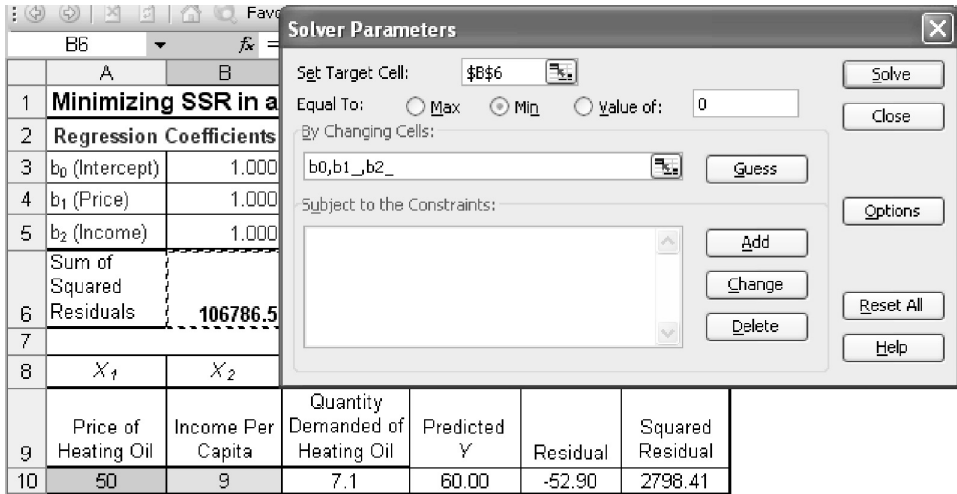 Favo
B6 fx =
A B
1 Minimizing SSR in a
2 Regression Coefficients
3 b₀ (Intercept) 1.000
4 b₁ (Price) 1.000
5 b₂ (Income) 1.000
6 Sum of
Squared
Residuals 106786.5
7
8 X₁ X₂
Solver Parameters
Set Target Cell: $B$6
Solve
Equal To: Max Min Value of: 0
Close
By Changing Cells:
b0,b1_,b2_
Guess
Subject to the Constraints:
Options
Add
Change
Reset All
Delete
Help
9 Price of
Heating Oil
Income Per
Capita
Quantity
Demanded of
Heating Oil
Predicted
Y
Residual
Squared
Residual
10 50 9 7.1 60.00 -52.90 2798.41